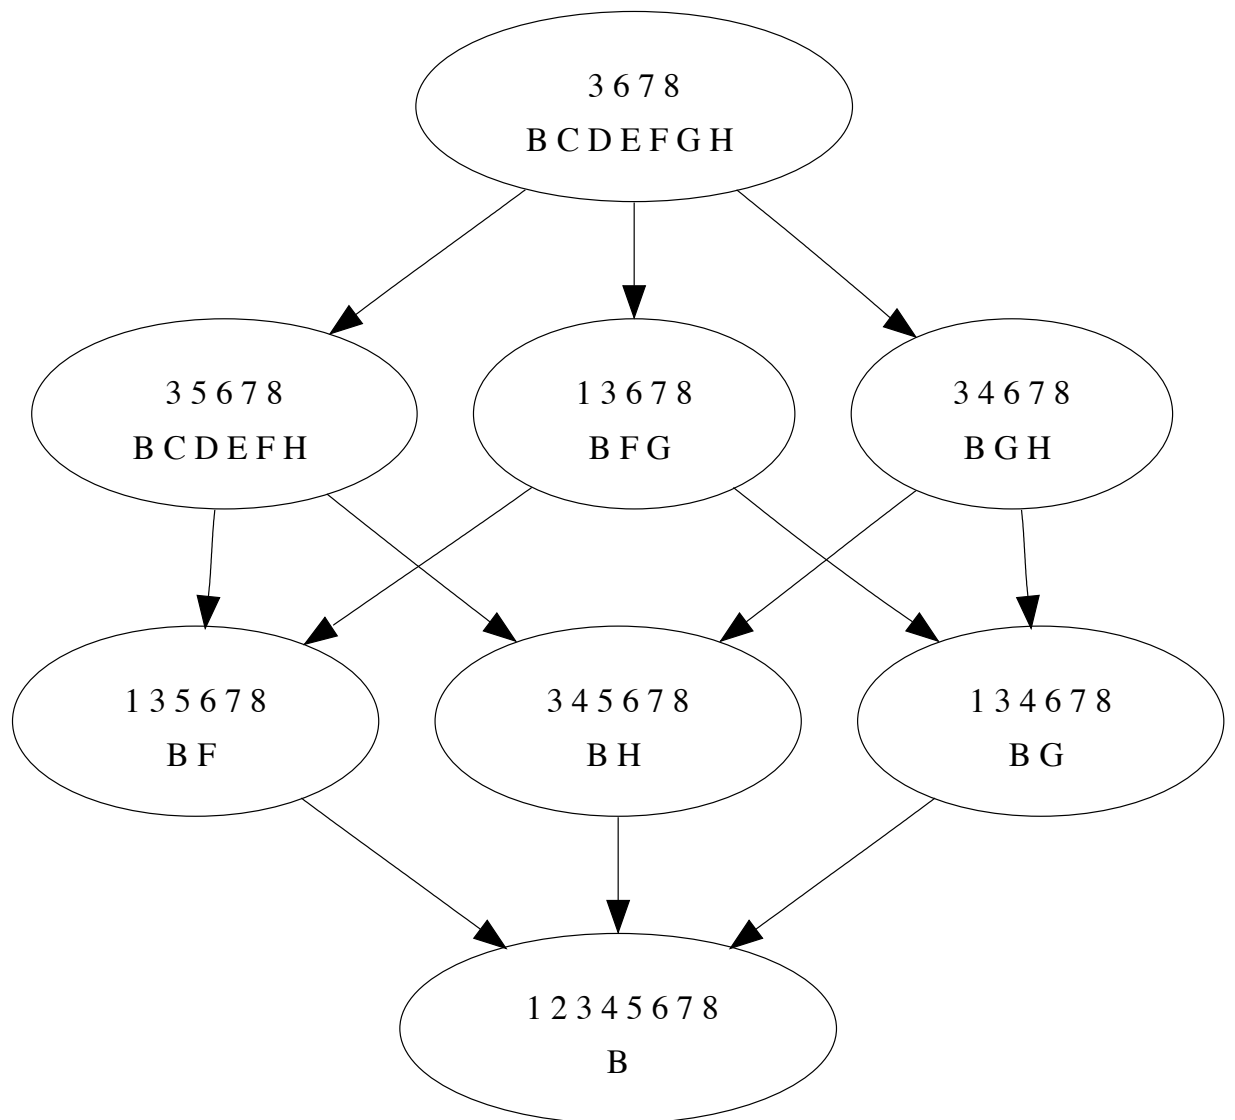 3 6 7 8
B C D E F G H
3 5 6 7 8
B C D E F H
1 3 6 7 8
B F G
3 4 6 7 8
B G H
1 3 5 6 7 8
B F
3 4 5 6 7 8
B H
1 3 4 6 7 8
B G
1 2 3 4 5 6 7 8
B